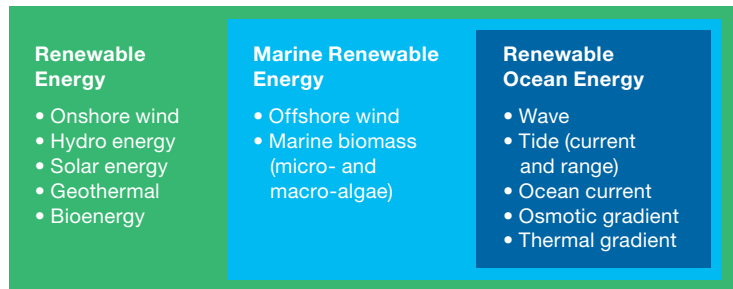 Renewable
Energy
• Onshore wind
• Hydro energy
• Solar energy
• Geothermal
• Bioenergy
Marine Renewable
Energy
• Offshore wind
• Marine biomass
(micro- and
macro-algae)
Renewable
Ocean Energy
• Wave
• Tide (current
and range)
• Ocean current
• Osmotic gradient
• Thermal gradient